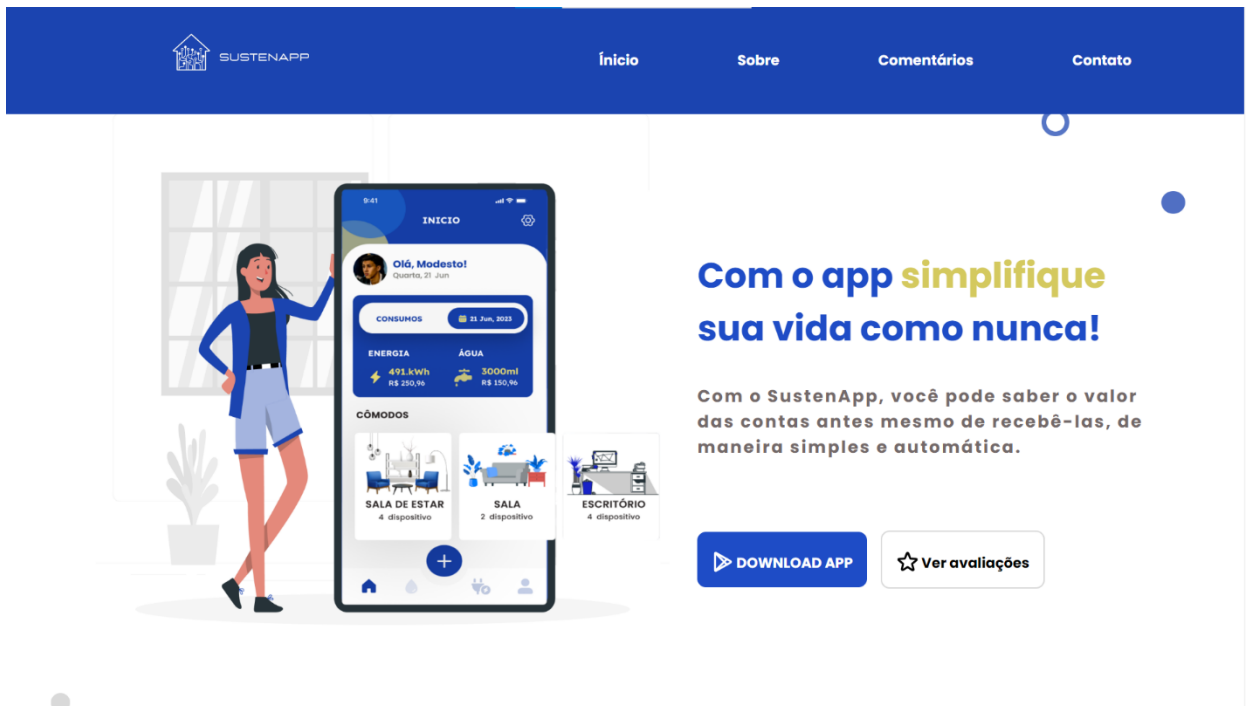 SUSTENAPP
Ínicio
Sobre
Comentários
Contato
9:41
INICIO
Olá, Modesto!
Quarta, 21 Jun
CONSUMOS
21 Jun, 2023
ENERGIA
ÁGUA
491.kWh
R$ 250,96
3000ml
R$ 150,96
CÔMODOS
SALA DE ESTAR
4 dispositivo
SALA
2 dispositivo
ESCRITÓRIO
4 dispositivo
Com o app simplifique
sua vida como nunca!
Com o SustenApp, você pode saber o valor
das contas antes mesmo de recebê-las, de
maneira simples e automática.
DOWNLOAD APP
Ver avaliações